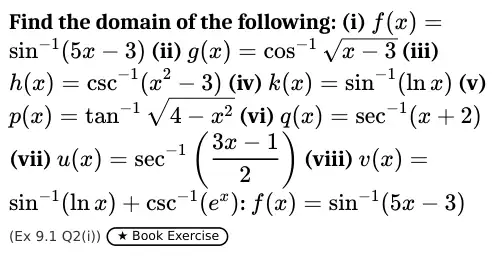 Find the domain of the following: (i) f(x) =
sin⁻¹(5x − 3) (ii) g(x) = cos⁻¹ √(x − 3) (iii)
h(x) = csc⁻¹(x² − 3) (iv) k(x) = sin⁻¹(ln x) (v)
p(x) = tan⁻¹ √(4 − x²) (vi) q(x) = sec⁻¹(x + 2)
(vii) u(x) = sec⁻¹ ((3x − 1)/2) (viii) v(x) =
sin⁻¹(ln x) + csc⁻¹(eˣ): f(x) = sin⁻¹(5x − 3)
(Ex 9.1 Q2(i)) ★ Book Exercise